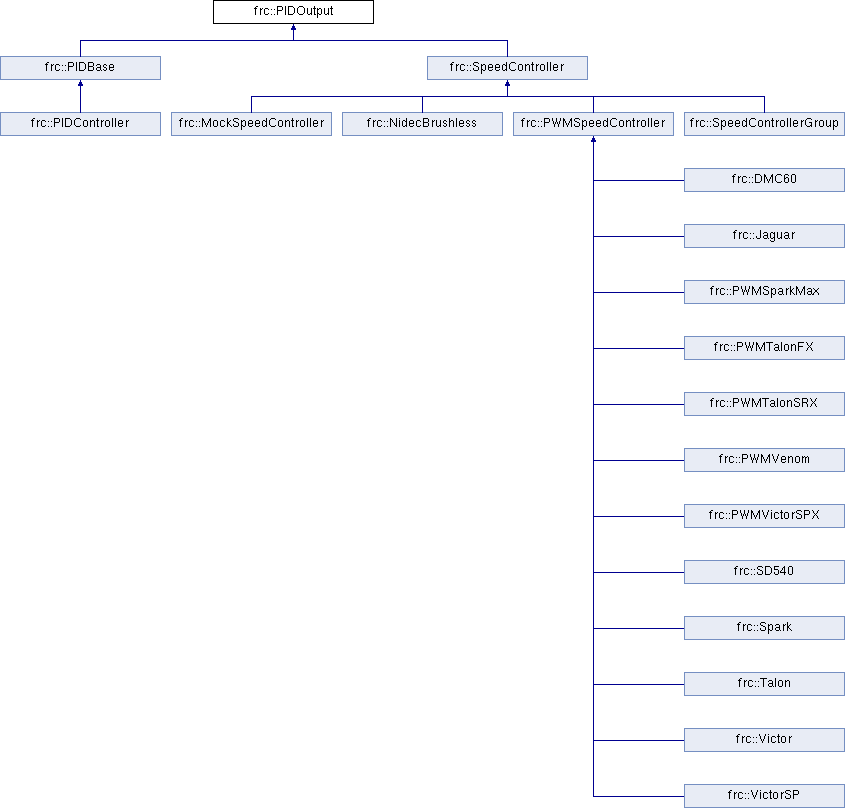 frc::PIDOutput
frc::PIDBase
frc::SpeedController
frc::PIDController
frc::MockSpeedController
frc::NidecBrushless
frc::PWMSpeedController
frc::SpeedControllerGroup
frc::DMC60
frc::Jaguar
frc::PWMSparkMax
frc::PWMTalonFX
frc::PWMTalonSRX
frc::PWMVenom
frc::PWMVictorSPX
frc::SD540
frc::Spark
frc::Talon
frc::Victor
frc::VictorSP